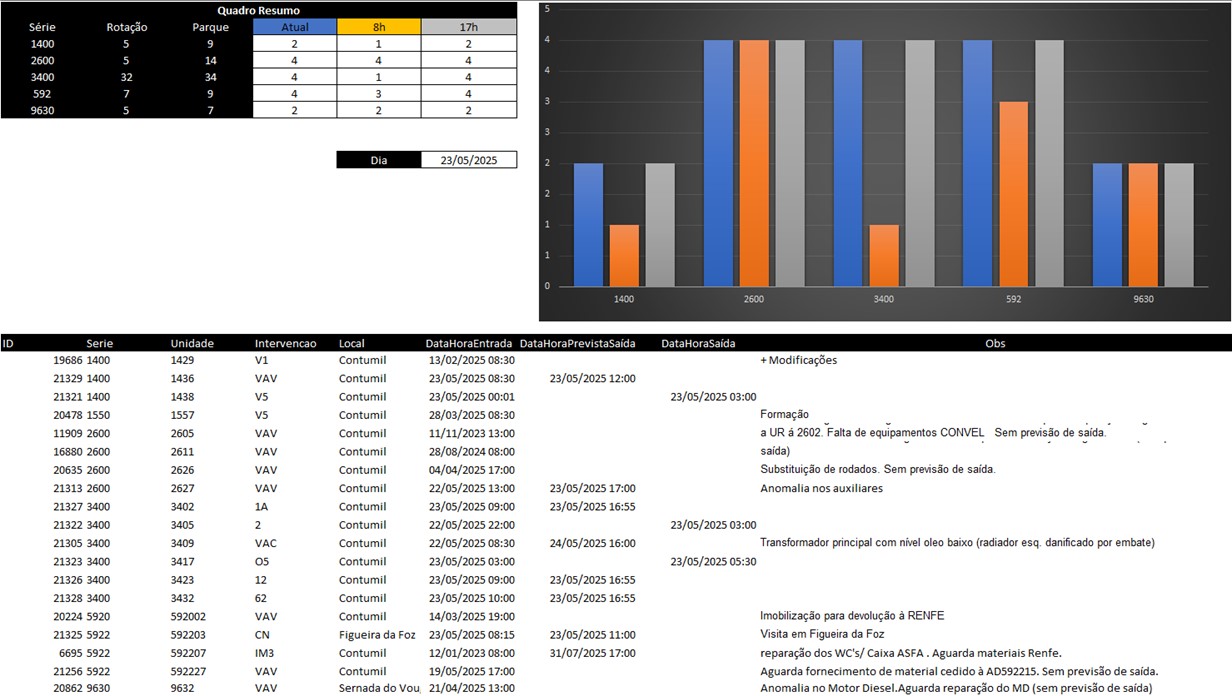 Quadro Resumo
Série Rotação Parque Atual 8h 17h
1400 5 9 2 1 2
2600 5 14 4 4 4
3400 32 34 4 1 4
592 7 9 4 3 4
9630 5 7 2 2 2
Dia 23/05/2025
5
4
4
3
3
2
2
1
1
0
1400 2600 3400 592 9630
ID Serie Unidade Intervencao Local DataHoraEntrada DataHoraPrevistaSaída DataHoraSaída Obs
19686 1400 1429 V1 Contumil 13/02/2025 08:30 + Modificações
21329 1400 1436 VAV Contumil 23/05/2025 08:30 23/05/2025 12:00
21321 1400 1438 V5 Contumil 23/05/2025 00:01 23/05/2025 03:00
20478 1550 1557 V5 Contumil 28/03/2025 08:30 Formação
11909 2600 2605 VAV Contumil 11/11/2023 13:00 a UR á 2602. Falta de equipamentos CONVEL Sem previsão de saída.
16880 2600 2611 VAV Contumil 28/08/2024 08:00 saída)
20635 2600 2626 VAV Contumil 04/04/2025 17:00 Substituição de rodados. Sem previsão de saída.
21313 2600 2627 VAV Contumil 22/05/2025 13:00 23/05/2025 17:00 Anomalia nos auxiliares
21327 3400 3402 1A Contumil 23/05/2025 09:00 23/05/2025 16:55
21322 3400 3405 2 Contumil 22/05/2025 22:00 23/05/2025 03:00
21305 3400 3409 VAC Contumil 22/05/2025 08:30 24/05/2025 16:00 Transformador principal com nível oleo baixo (radiador esq. danificado por embate)
21323 3400 3417 O5 Contumil 23/05/2025 03:00 23/05/2025 05:30
21326 3400 3423 12 Contumil 23/05/2025 09:00 23/05/2025 16:55
21328 3400 3432 62 Contumil 23/05/2025 10:00 23/05/2025 16:55
20224 5920 592002 VAV Contumil 14/03/2025 19:00 Imobilização para devolução à RENFE
21325 5922 592203 CN Figueira da Foz 23/05/2025 08:15 23/05/2025 11:00 Visita em Figueira da Foz
6695 5922 592207 IM3 Contumil 12/01/2023 08:00 31/07/2025 17:00 reparação dos WC's/ Caixa ASFA . Aguarda materiais Renfe.
21256 5922 592227 VAV Contumil 19/05/2025 17:00 Aguarda fornecimento de material cedido à AD592215. Sem previsão de saída.
20862 9630 9632 VAV Sernada do Vou 21/04/2025 13:00 Anomalia no Motor Diesel.Aguarda reparação do MD (sem previsão de saída)